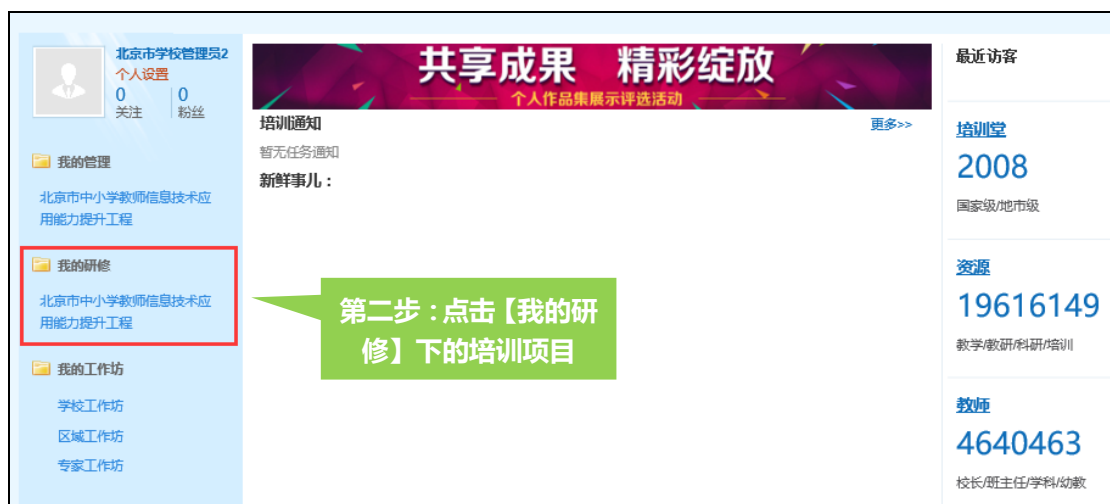 北京市学校管理员2
个人设置
0 0
关注 粉丝
我的管理
北京市中小学教师信息技术应
用能力提升工程
我的研修
北京市中小学教师信息技术应
用能力提升工程
我的工作坊
学校工作坊
区域工作坊
专家工作坊
共享成果 精彩绽放
个人作品集展示评选活动
培训通知 更多>>
暂无任务通知
新鲜事儿：
第二步：点击【我的研
修】下的培训项目
最近访客
培训堂
2008
国家级/地市级
资源
19616149
教学/教研/科研/培训
教师
4640463
校长/班主任/学科/幼教